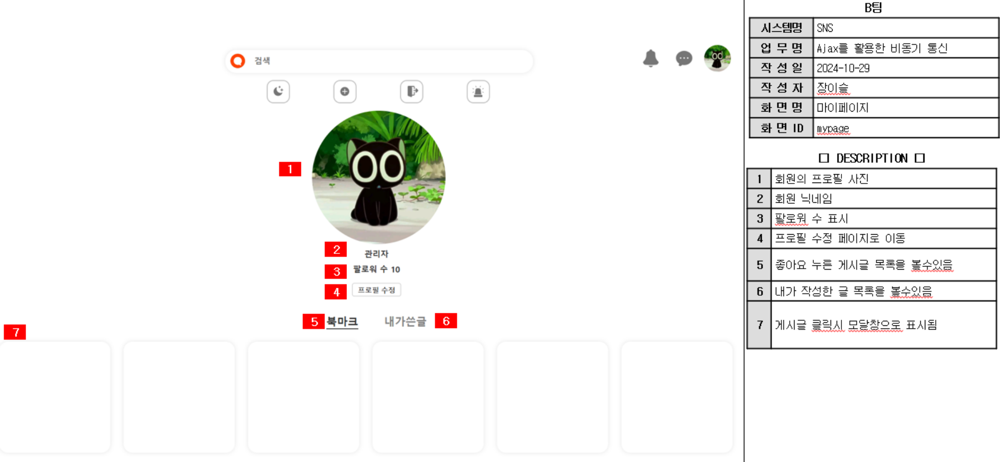 검색
1
2
관리자
3
팔로워 수 10
4
프로필 수정
5
북마크
내가쓴글
6
7
B팀
시스템명 SNS
업 무 명 Ajax를 활용한 비동기 통신
작 성 일 2024-10-29
작 성 자 장이슬
화 면 명 마이페이지
화 면 ID mypage
□ DESCRIPTION □
1 회원의 프로필 사진
2 회원 닉네임
3 팔로워 수 표시
4 프로필 수정 페이지로 이동
5 좋아요 누른 게시글 목록을 볼수있음
6 내가 작성한 글 목록을 볼수있음
7 게시글 클릭시 모달창으로 표시됨